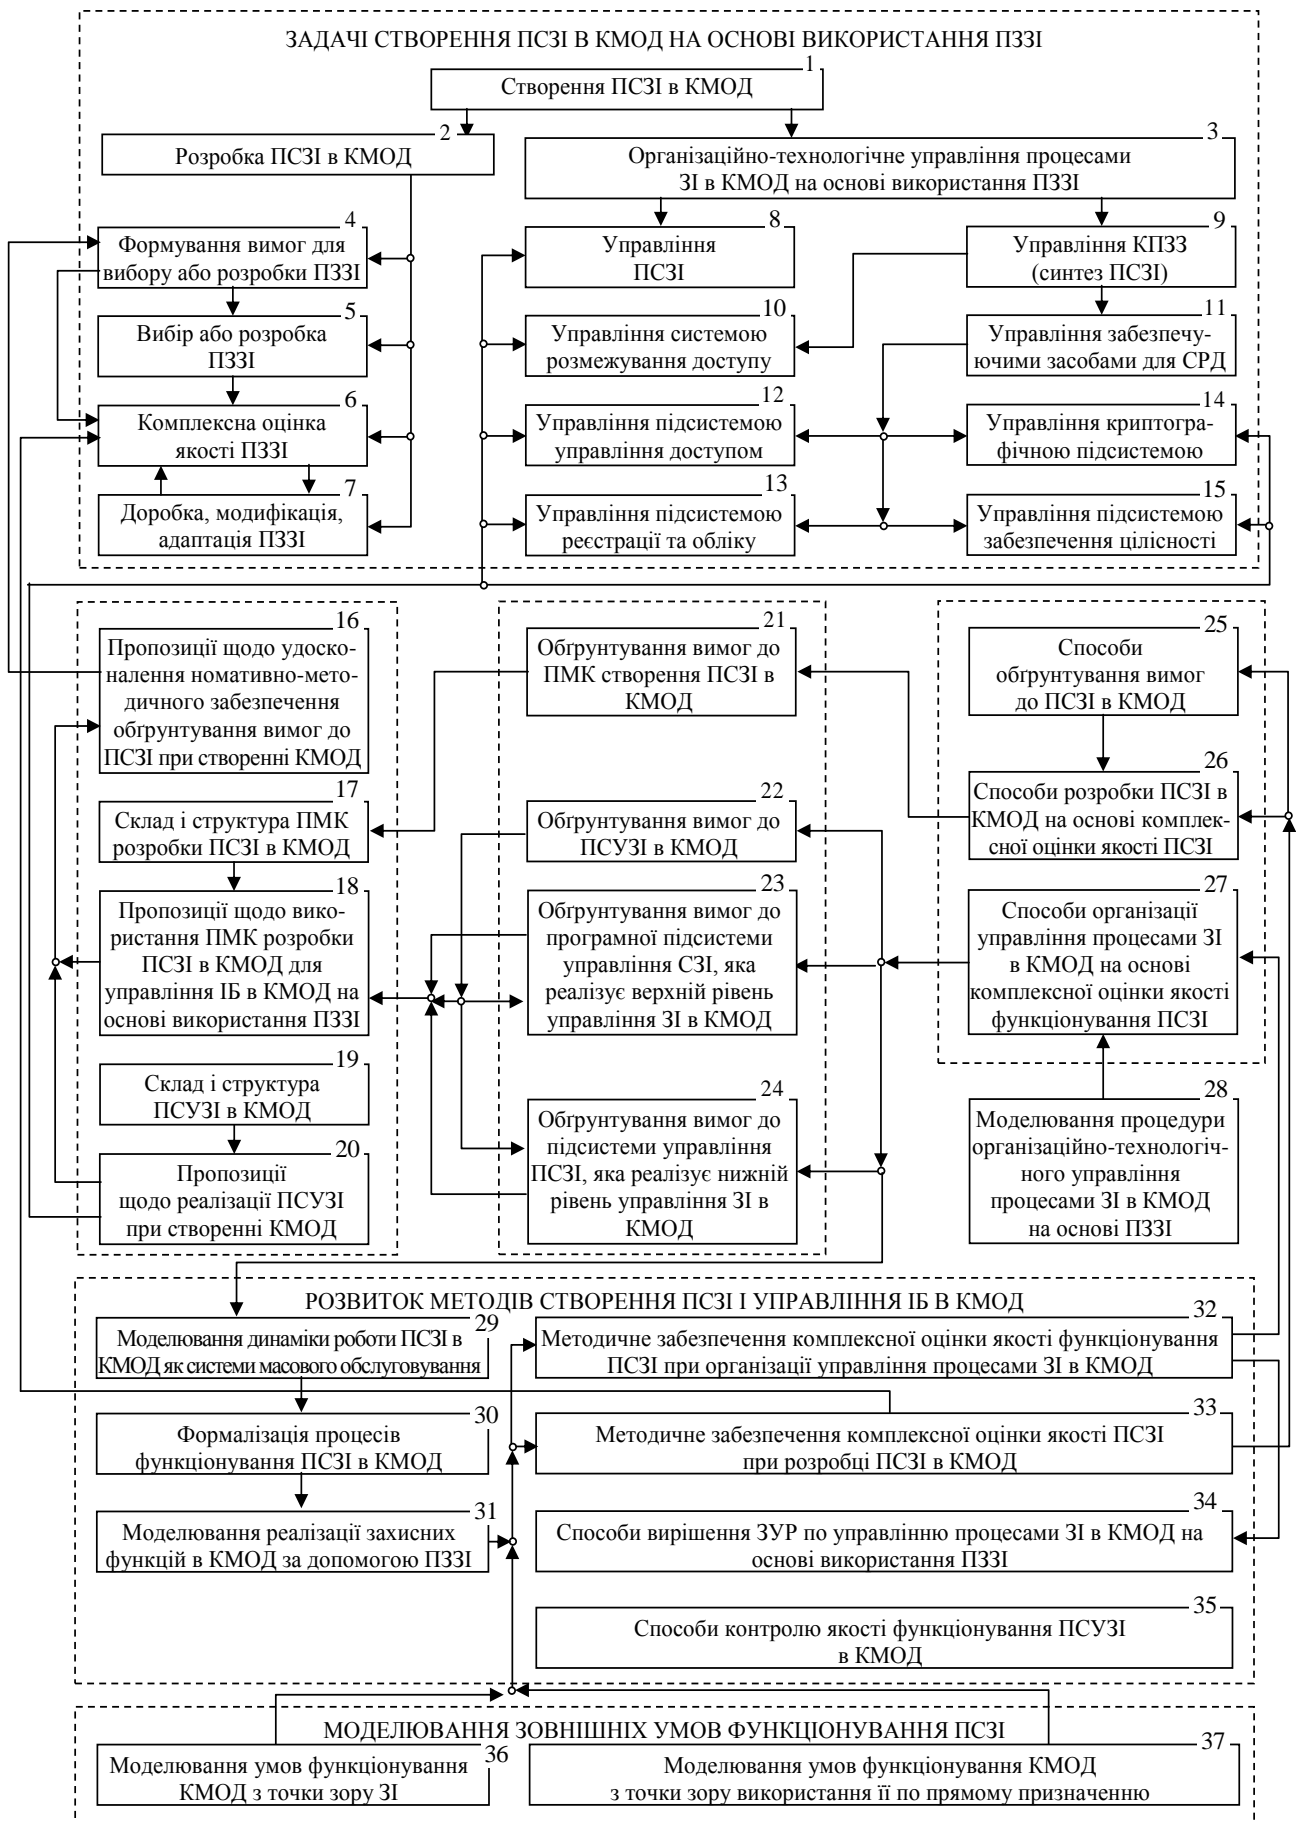 ЗАДАЧІ СТВОРЕННЯ ПСЗІ В КМОД НА ОСНОВІ ВИКОРИСТАННЯ ПЗЗІ
1
Створення ПСЗІ в КМОД
2
Розробка ПСЗІ в КМОД
3
Організаційно-технологічне управління процесами
ЗІ в КМОД на основі використання ПЗЗІ
4
Формування вимог для
вибору або розробки ПЗЗІ
5
Вибір або розробка
ПЗЗІ
6
Комплексна оцінка
якості ПЗЗІ
7
Доробка, модифікація,
адаптація ПЗЗІ
8
Управління
ПСЗІ
9
Управління КПЗЗ
(синтез ПСЗІ)
10
Управління системою
розмежування доступу
11
Управління забезпечу-
ючими засобами для СРД
12
Управління підсистемою
управління доступом
13
Управління підсистемою
реєстрації та обліку
14
Управління криптогра-
фічною підсистемою
15
Управління підсистемою
забезпечення цілісності
16
Пропозиції щодо удоско-
налення номативно-мето-
дичного забезпечення
обґрунтування вимог до
ПСЗІ при створенні КМОД
17
Склад і структура ПМК
розробки ПСЗІ в КМОД
18
Пропозиції щодо вико-
ристання ПМК розробки
ПСЗІ в КМОД для
управління ІБ в КМОД на
основі використання ПЗЗІ
19
Склад і структура
ПСУЗІ в КМОД
20
Пропозиції
щодо реалізації ПСУЗІ
при створенні КМОД
21
Обґрунтування вимог до
ПМК створення ПСЗІ в
КМОД
22
Обґрунтування вимог до
ПСУЗІ в КМОД
23
Обґрунтування вимог до
програмної підсистеми
управління СЗІ, яка
реалізує верхній рівень
управління ЗІ в КМОД
24
Обґрунтування вимог до
підсистеми управління
ПСЗІ, яка реалізує нижній
рівень управління ЗІ в
КМОД
25
Способи
обґрунтування вимог
до ПСЗІ в КМОД
26
Способи розробки ПСЗІ в
КМОД на основі комплек-
сної оцінки якості ПСЗІ
27
Способи організації
управління процесами ЗІ
в КМОД на основі
комплексної оцінки якості
функціонування ПСЗІ
28
Моделювання процедури
організаційно-технологіч-
ного управління
процесами ЗІ в КМОД
на основі ПЗЗІ
РОЗВИТОК МЕТОДІВ СТВОРЕННЯ ПСЗІ І УПРАВЛІННЯ ІБ В КМОД
29
Моделювання динаміки роботи ПСЗІ в
КМОД як системи масового обслуговування
30
Формалізація процесів
функціонування ПСЗІ в КМОД
31
Моделювання реалізації захисних
функцій в КМОД за допомогою ПЗЗІ
32
Методичне забезпечення комплексної оцінки якості функціонування
ПСЗІ при організації управління процесами ЗІ в КМОД
33
Методичне забезпечення комплексної оцінки якості ПСЗІ
при розробці ПСЗІ в КМОД
34
Способи вирішення ЗУР по управлінню процесами ЗІ в КМОД на
основі використання ПЗЗІ
35
Способи контролю якості функціонування ПСУЗІ
в КМОД
МОДЕЛЮВАННЯ ЗОВНІШНІХ УМОВ ФУНКЦІОНУВАННЯ ПСЗІ
36
Моделювання умов функціонування
КМОД з точки зору ЗІ
37
Моделювання умов функціонування КМОД
з точки зору використання її по прямому призначенню